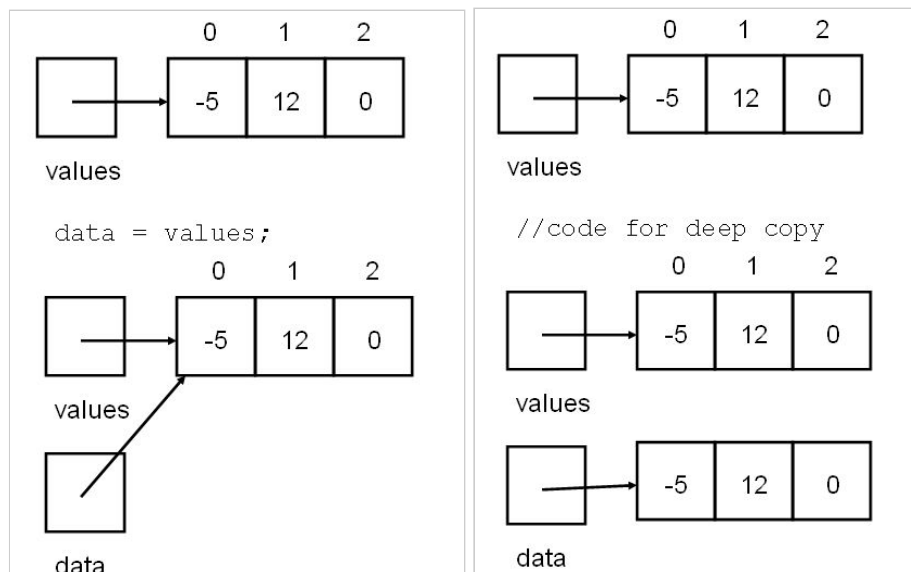 0 1 2
-5 12 0
values
data = values;
0 1 2
-5 12 0
values
data
0 1 2
-5 12 0
values
//code for deep copy
0 1 2
-5 12 0
values
-5 12 0
data